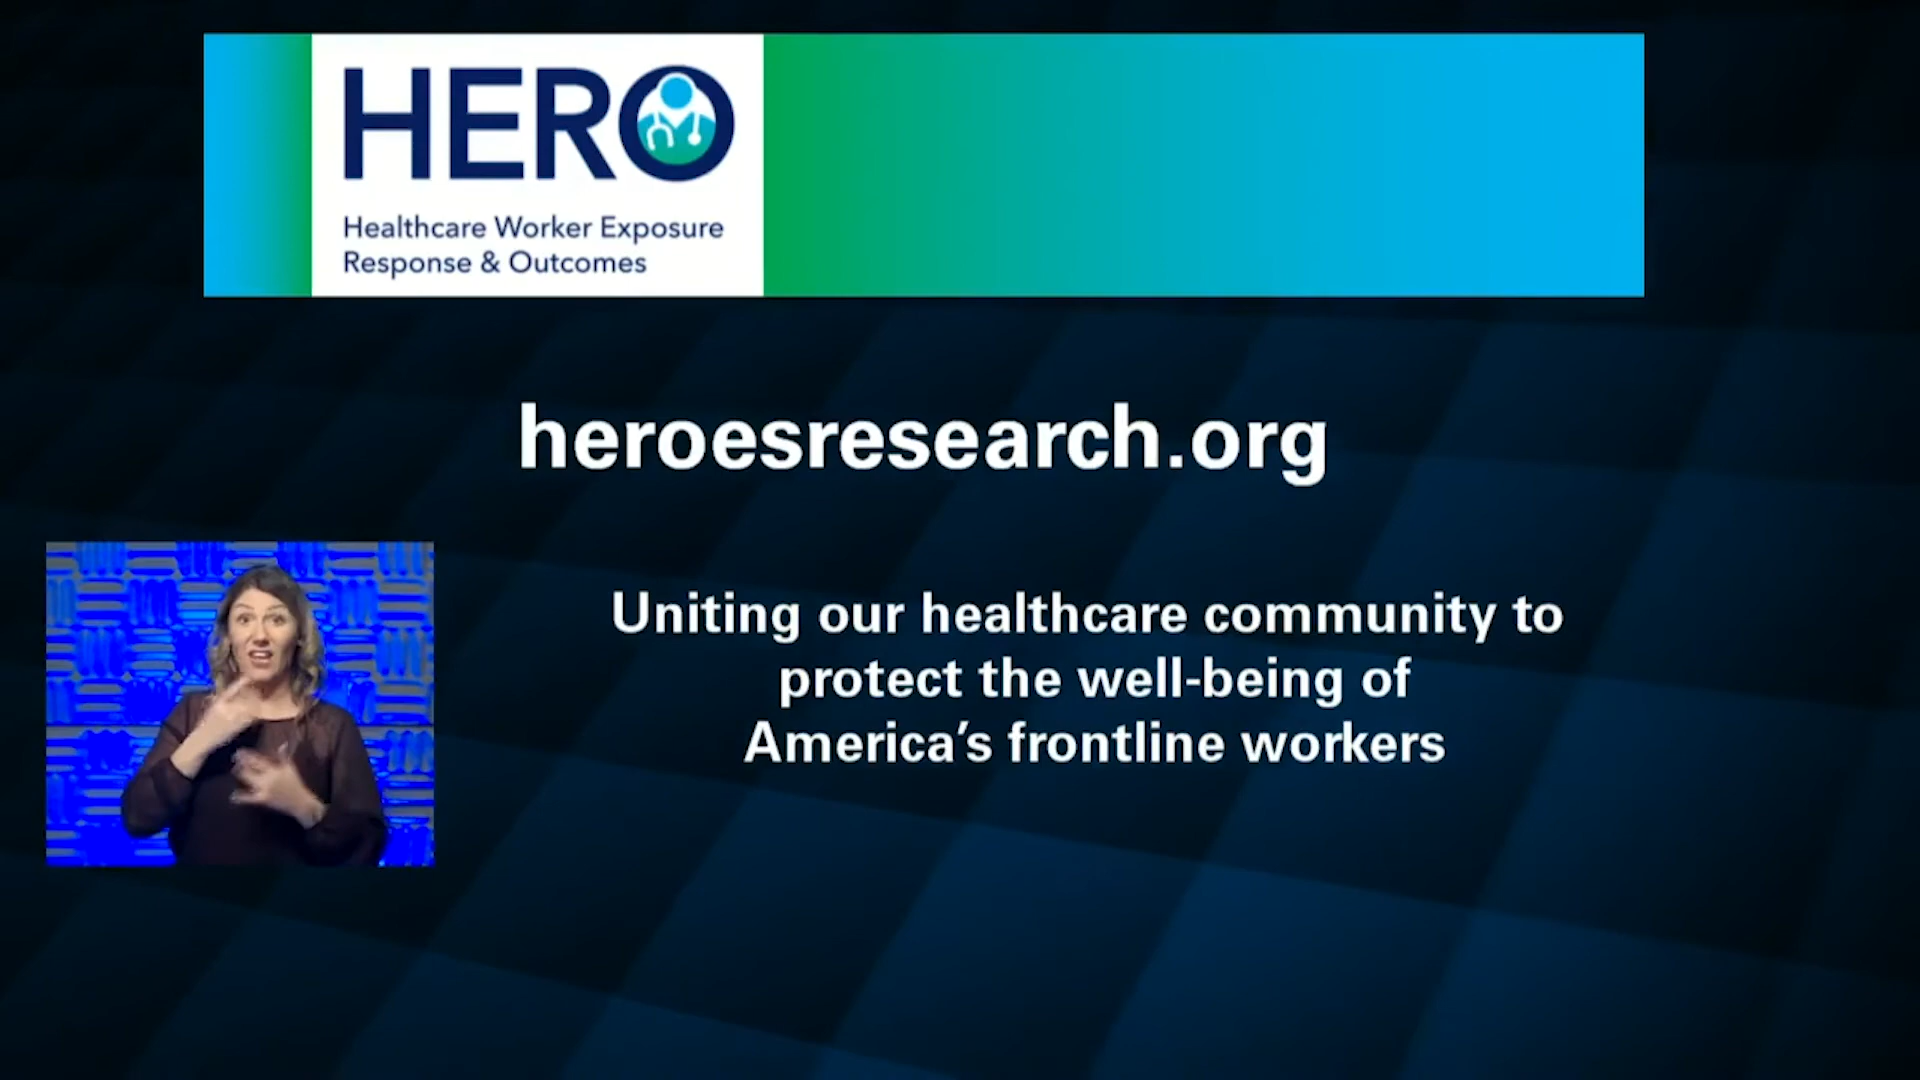 HERO
Healthcare Worker Exposure
Response & Outcomes
heroesresearch.org
Uniting our healthcare community to
protect the well-being of
America’s frontline workers